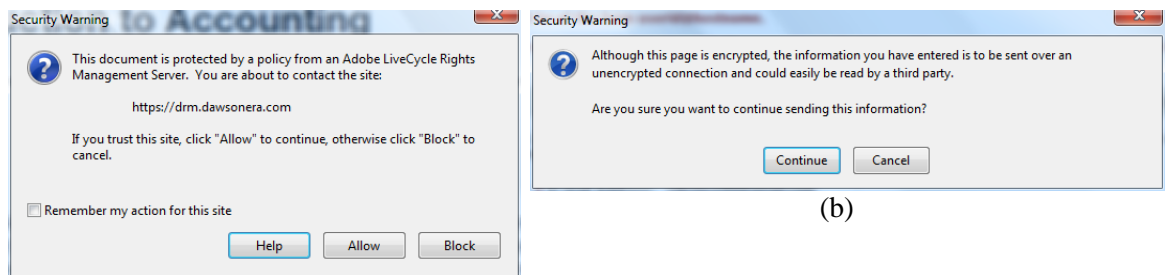 ction to Accounting
Security Warning
This document is protected by a policy from an Adobe LiveCycle Rights
Management Server. You are about to contact the site:
https://drm.dawsonera.com
If you trust this site, click "Allow" to continue, otherwise click "Block" to
cancel.
Remember my action for this site
Help Allow Block
Security Warning
Although this page is encrypted, the information you have entered is to be sent over an
unencrypted connection and could easily be read by a third party.
Are you sure you want to continue sending this information?
Continue Cancel
(b)